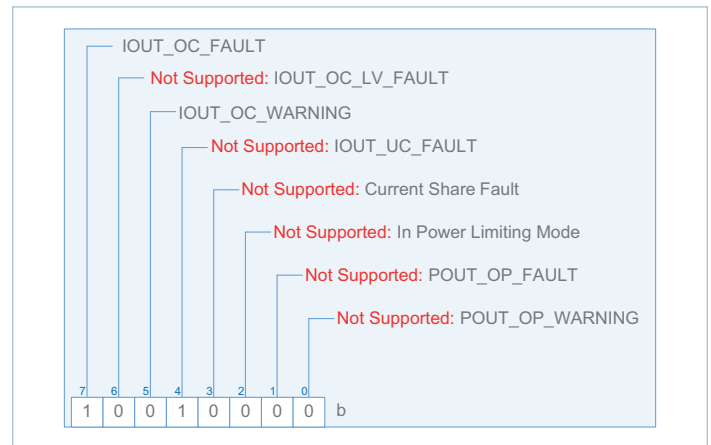 IOUT_OC_FAULT
Not Supported: IOUT_OC_LV_FAULT
IOUT_OC_WARNING
Not Supported: IOUT_UC_FAULT
Not Supported: Current Share Fault
Not Supported: In Power Limiting Mode
Not Supported: POUT_OP_FAULT
Not Supported: POUT_OP_WARNING
7 6 5 4 3 2 1 0
1 0 0 1 0 0 0 0 b